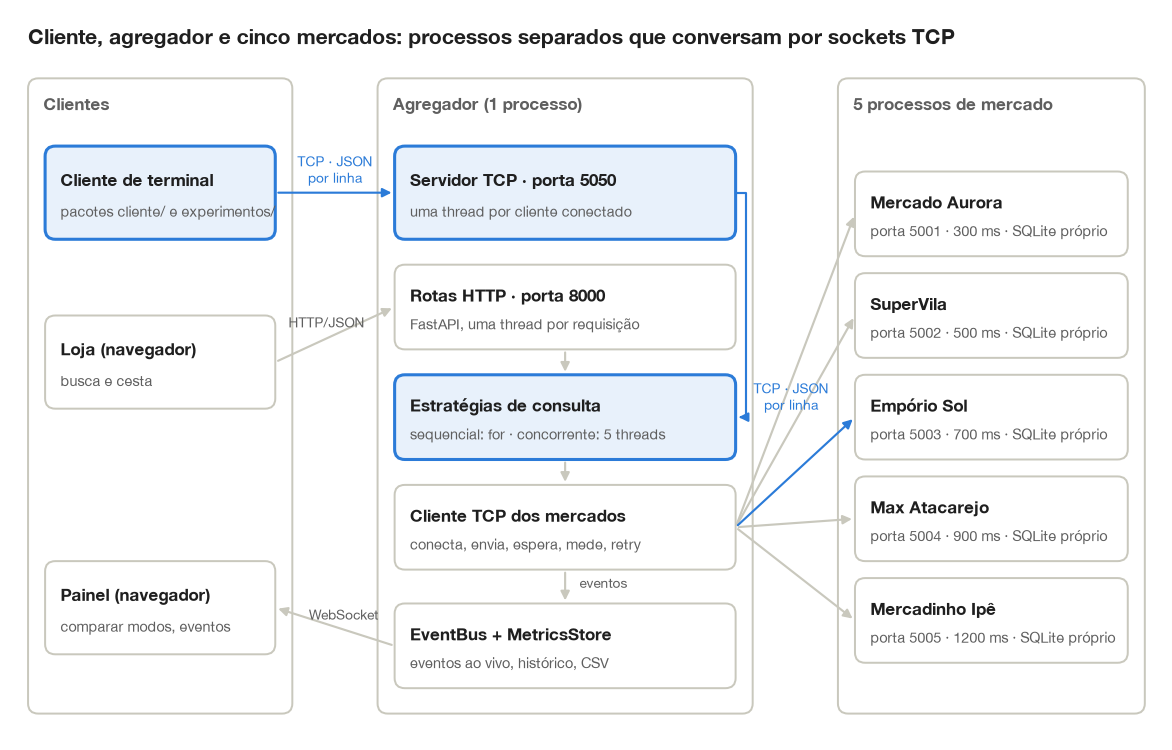 Cliente, agregador e cinco mercados: processos separados que conversam por sockets TCP
Clientes
Cliente de terminal
pacotes cliente/ e experimentos/
TCP · JSON
por linha
Loja (navegador)
busca e cesta
HTTP/JSON
Painel (navegador)
comparar modos, eventos
WebSocket
Agregador (1 processo)
Servidor TCP · porta 5050
uma thread por cliente conectado
Rotas HTTP · porta 8000
FastAPI, uma thread por requisição
Estratégias de consulta
sequencial: for · concorrente: 5 threads
Cliente TCP dos mercados
conecta, envia, espera, mede, retry
eventos
EventBus + MetricsStore
eventos ao vivo, histórico, CSV
TCP · JSON
por linha
5 processos de mercado
Mercado Aurora
porta 5001 · 300 ms · SQLite próprio
SuperVila
porta 5002 · 500 ms · SQLite próprio
Empório Sol
porta 5003 · 700 ms · SQLite próprio
Max Atacarejo
porta 5004 · 900 ms · SQLite próprio
Mercadinho Ipê
porta 5005 · 1200 ms · SQLite próprio